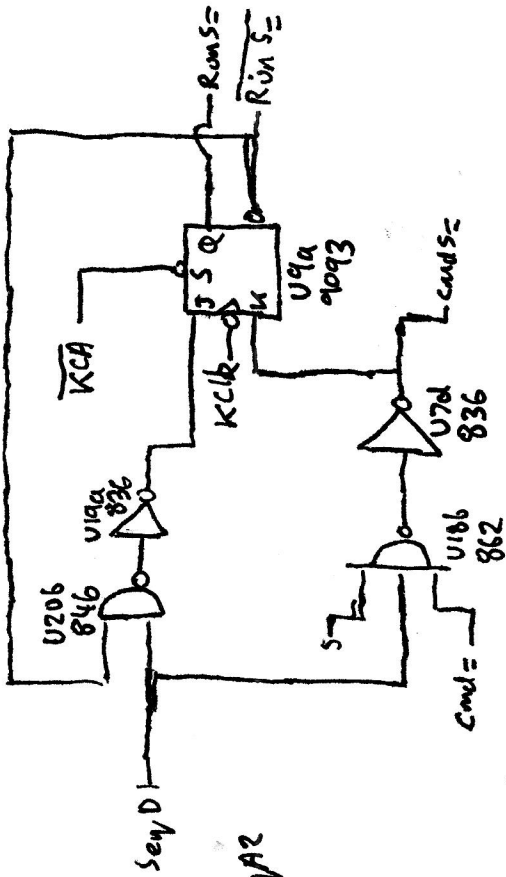 Run S=
Run S=
KCA
J
S
Q
K
U9a
9093
KClk
U19a
836
U20b
846
Seq D1
S
cmd=
U18b
862
U7d
836
cmd S=
/A2